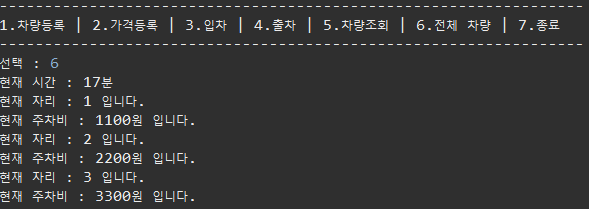 1.차량등록 | 2.가격등록 | 3.입차 | 4.출차 | 5.차량조회 | 6.전체 차량 | 7.종료
선택 : 6
현재 시간 : 17분
현재 자리 : 1 입니다.
현재 주차비 : 1100원 입니다.
현재 자리 : 2 입니다.
현재 주차비 : 2200원 입니다.
현재 자리 : 3 입니다.
현재 주차비 : 3300원 입니다.